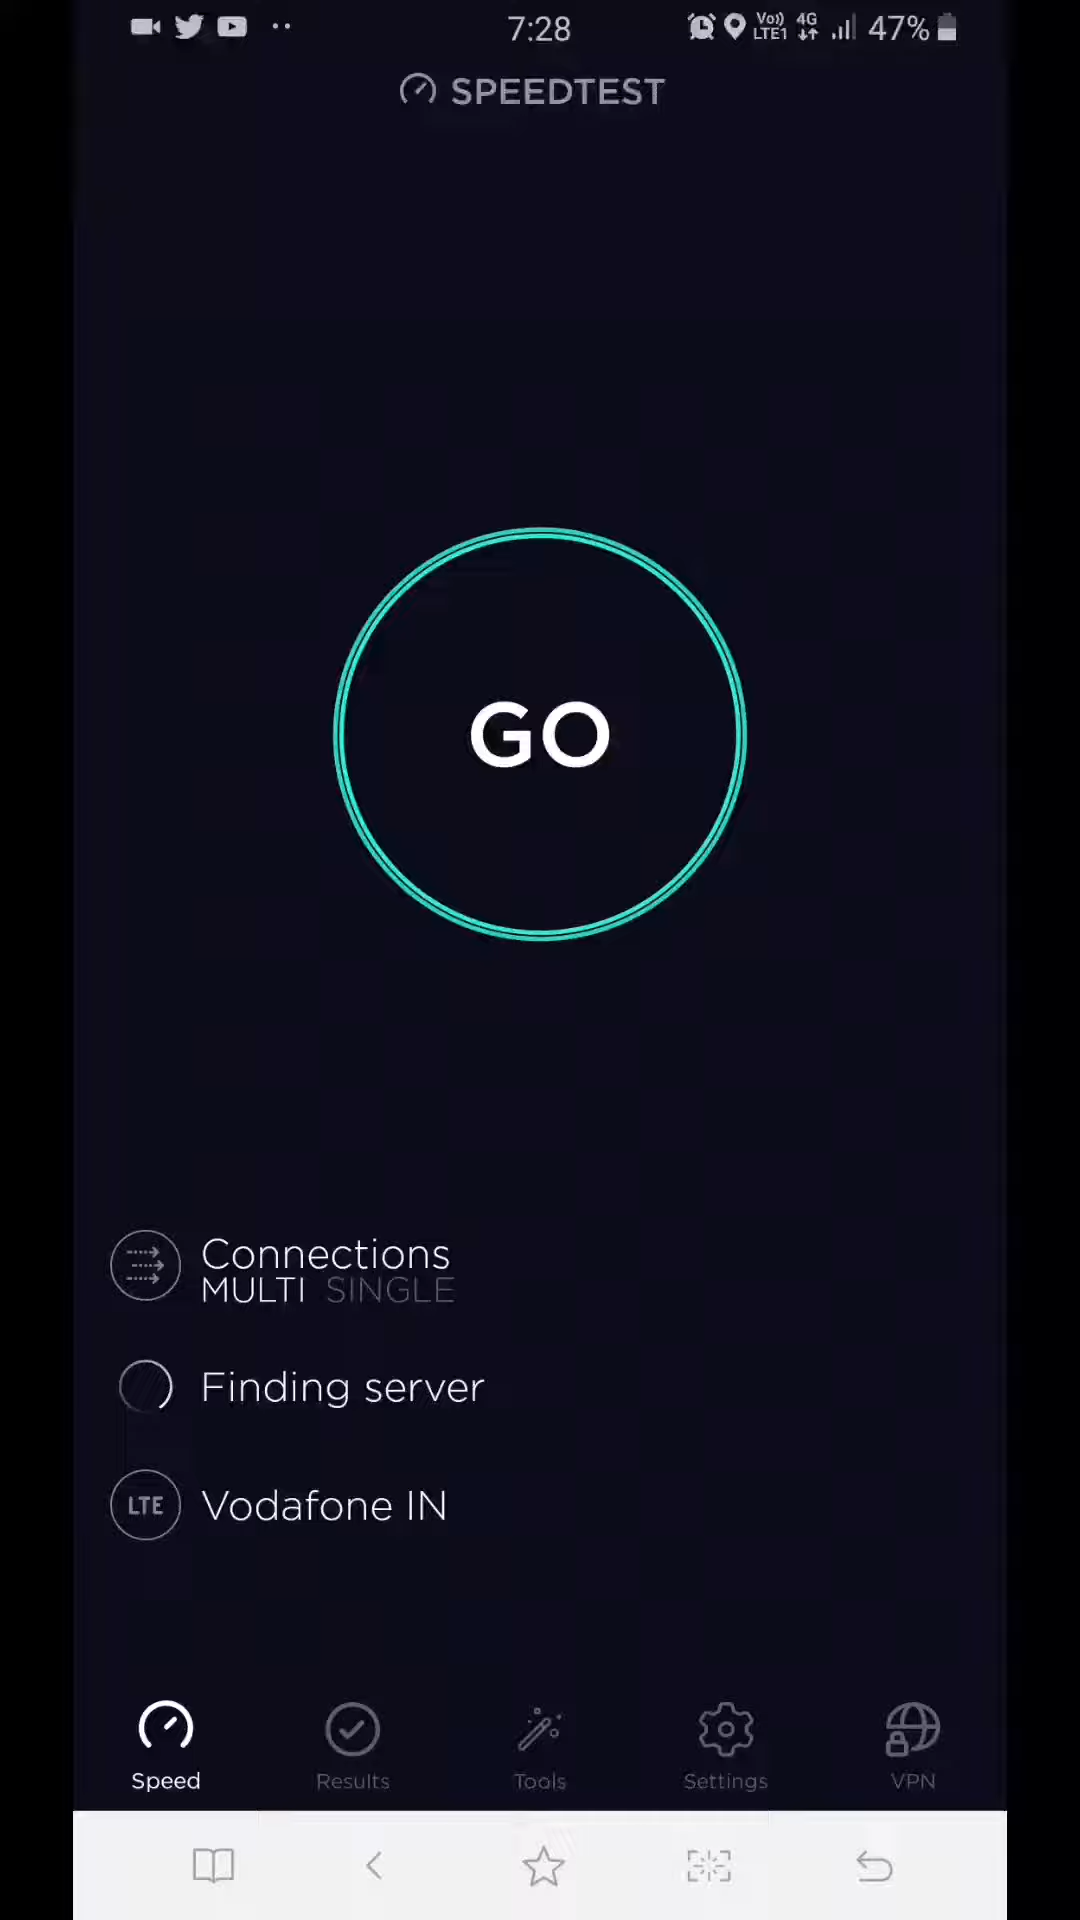 7:28 Vo)) LTE1 4G 47%
SPEEDTEST
GO
Connections
MULTI SINGLE
Finding server
LTE Vodafone IN
Speed Results Tools Settings VPN